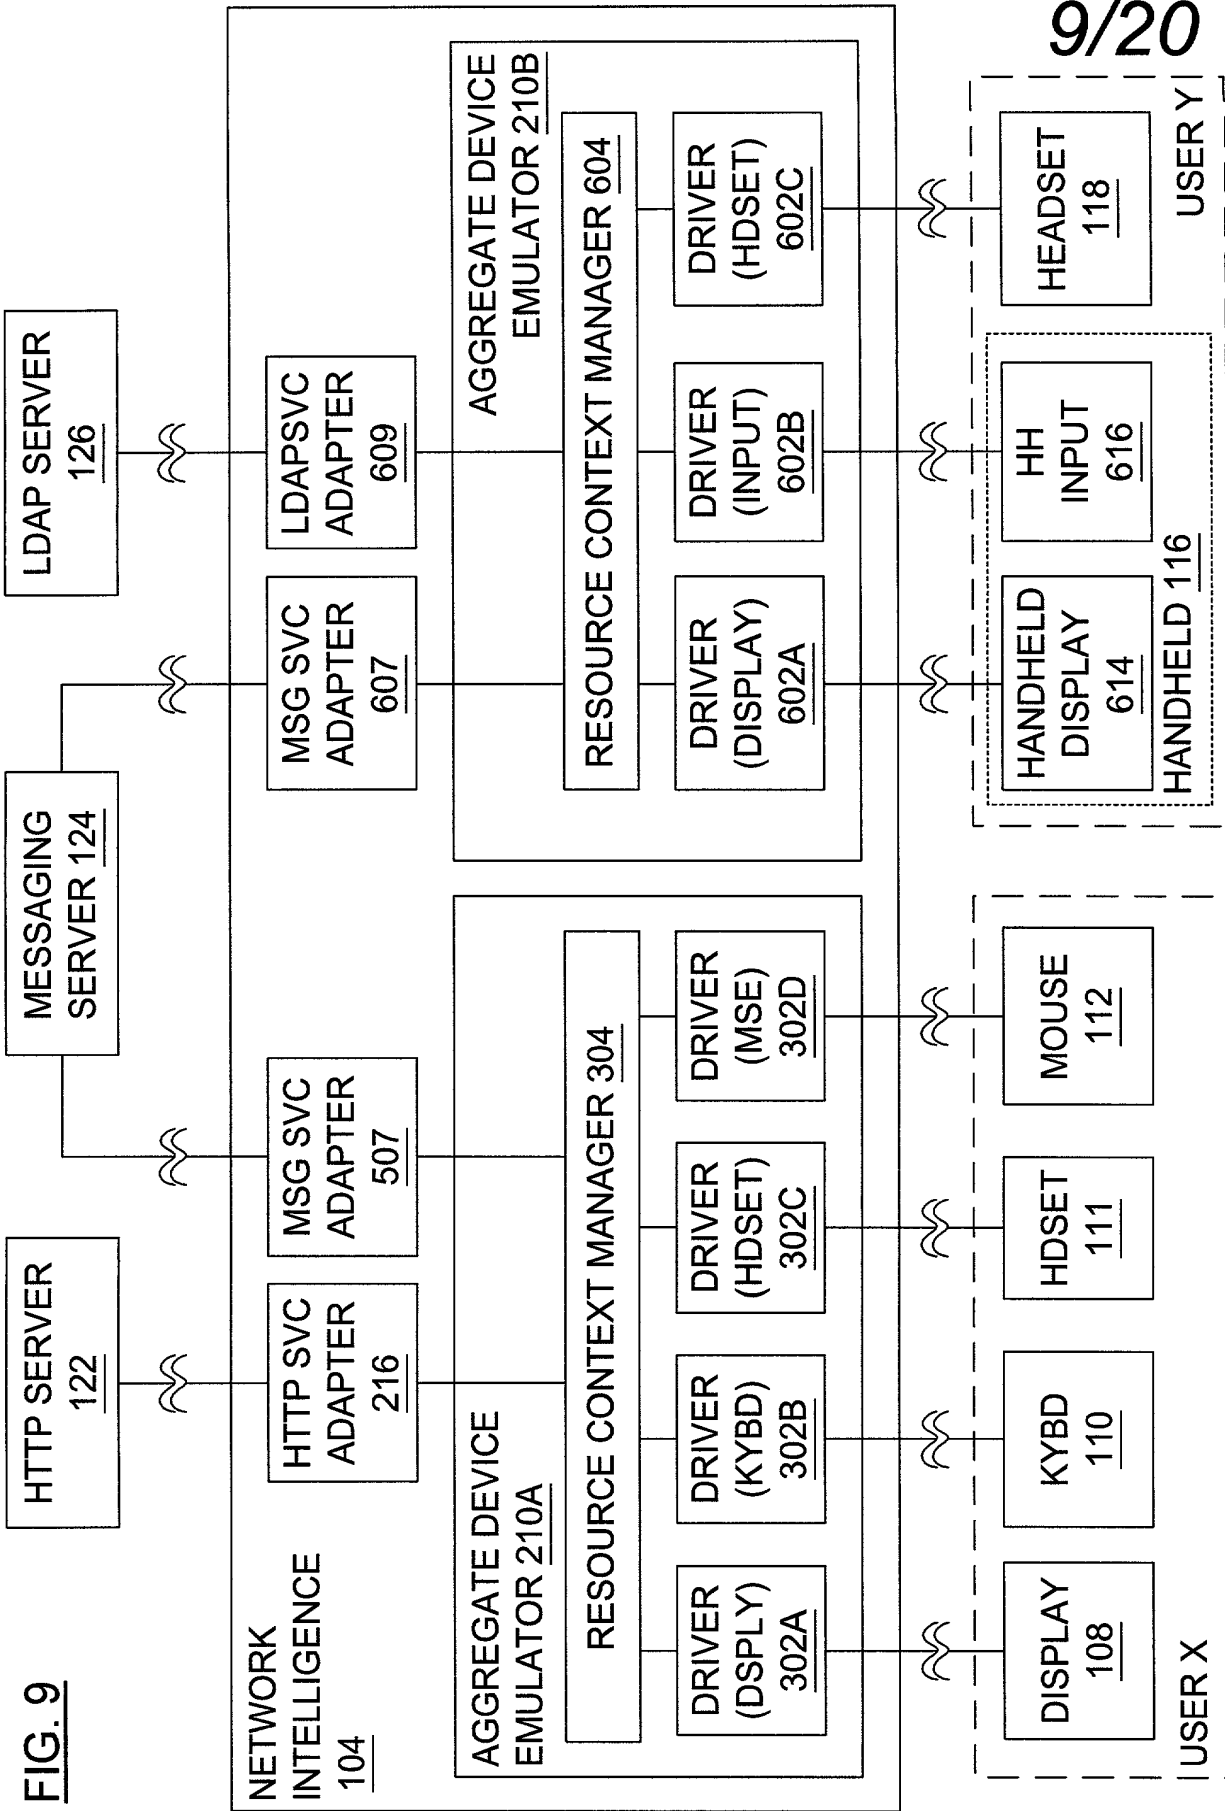 9/20
FIG. 9
HTTP SERVER
122
MESSAGING
SERVER 124
LDAP SERVER
126
NETWORK
INTELLIGENCE
104
HTTP SVC
ADAPTER
216
MSG SVC
ADAPTER
507
MSG SVC
ADAPTER
607
LDAPSVC
ADAPTER
609
AGGREGATE DEVICE
EMULATOR 210A
RESOURCE CONTEXT MANAGER 304
DRIVER
(DSPLY)
302A
DRIVER
(KYBD)
302B
DRIVER
(HDSET)
302C
DRIVER
(MSE)
302D
AGGREGATE DEVICE
EMULATOR 210B
RESOURCE CONTEXT MANAGER 604
DRIVER
(DISPLAY)
602A
DRIVER
(INPUT)
602B
DRIVER
(HDSET)
602C
DISPLAY
108
KYBD
110
HDSET
111
MOUSE
112
USER X
HANDHELD
DISPLAY
614
HH
INPUT
616
HANDHELD 116
HEADSET
118
USER Y